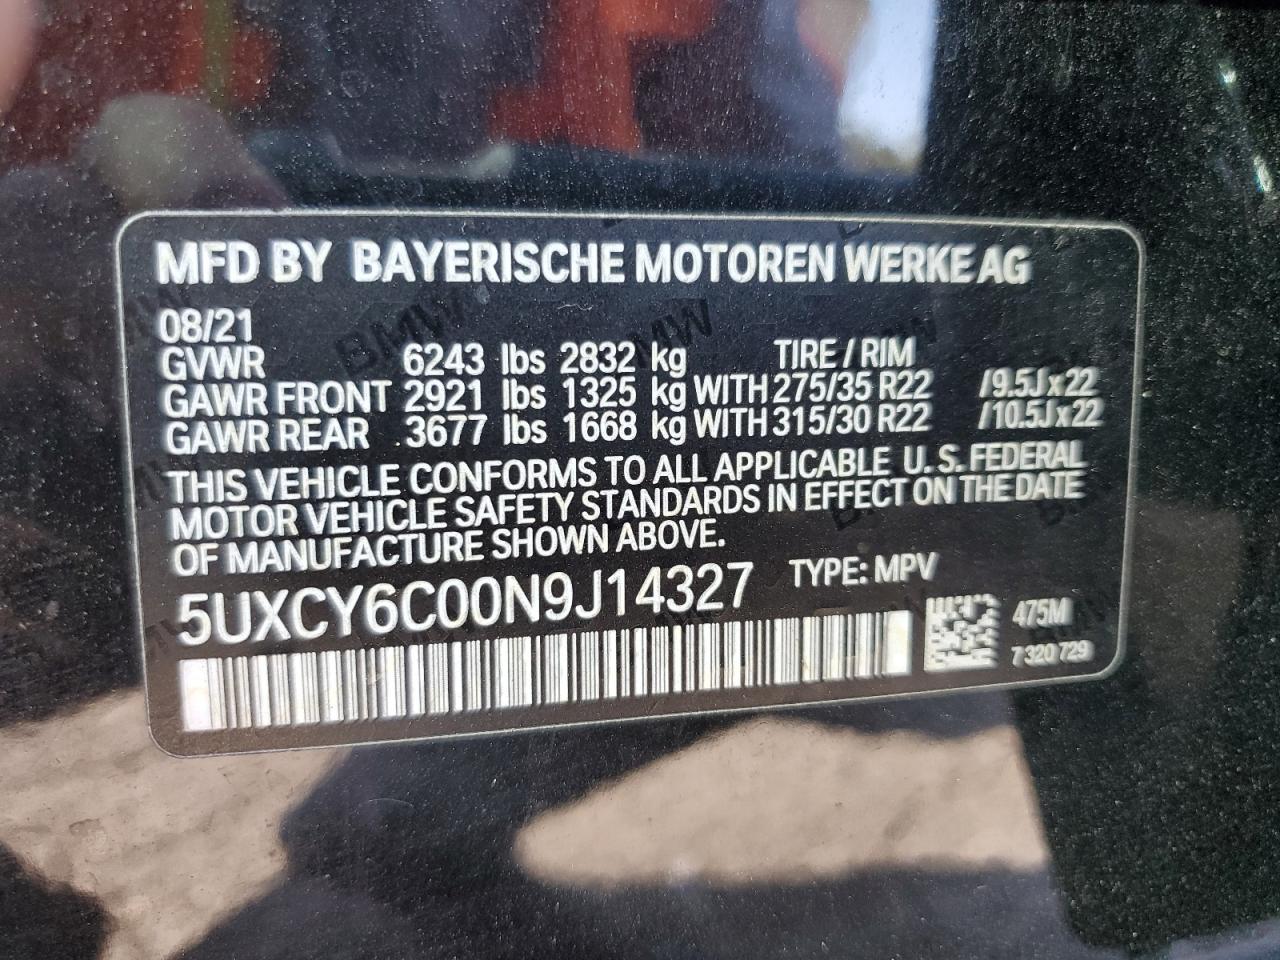 MFD BY BAYERISCHE MOTOREN WERKE AG
08/21
GVWR 6243 lbs 2832 kg TIRE / RIM
GAWR FRONT 2921 lbs 1325 kg WITH 275/35 R22 /9.5J x 22
GAWR REAR 3677 lbs 1668 kg WITH 315/30 R22 /10.5J x 22
THIS VEHICLE CONFORMS TO ALL APPLICABLE U. S. FEDERAL
MOTOR VEHICLE SAFETY STANDARDS IN EFFECT ON THE DATE
OF MANUFACTURE SHOWN ABOVE.
5UXCY6C00N9J14327 TYPE: MPV
475M
7 320 729